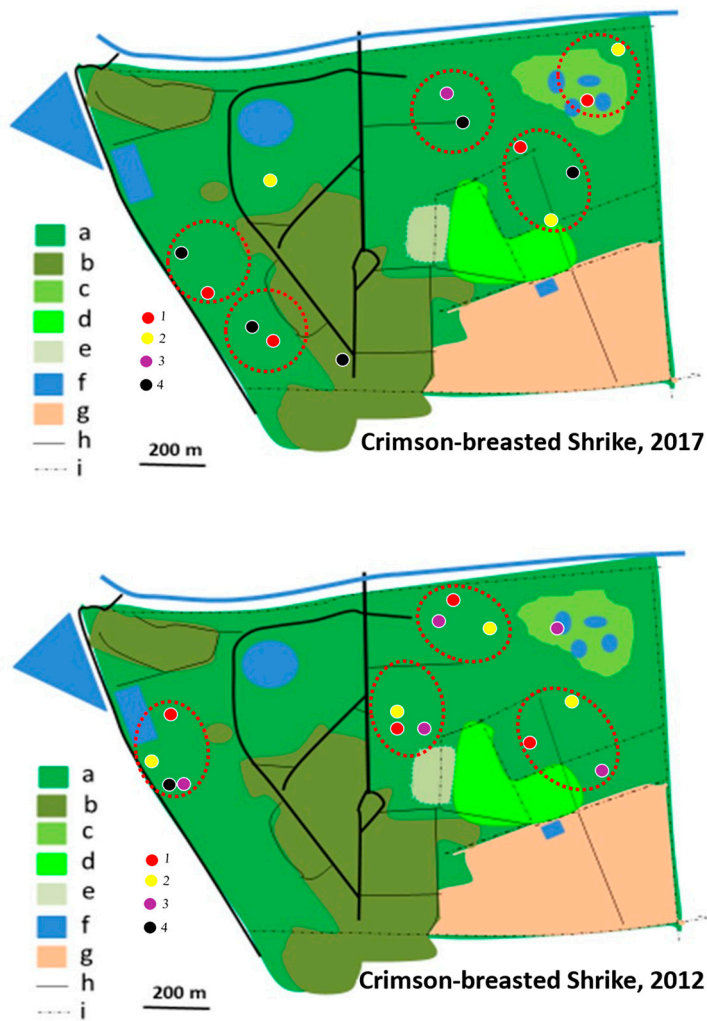 a
b
c
d
e
f
g
h
i
1
2
3
4
200 m
Crimson-breasted Shrike, 2017
a
b
c
d
e
f
g
h
i
1
2
3
4
200 m
Crimson-breasted Shrike, 2012